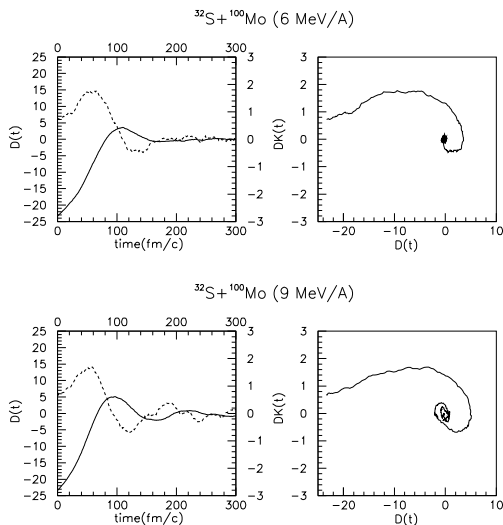 ³²S+¹⁰⁰Mo (6 MeV/A)
0 100 200 300
25 20 15 10 5 0 −5 −10 −15 −20 −25
D(t)
3 2 1 0 −1 −2 −3
0 100 200 300
time(fm/c)
DK(t)
3 2 1 0 −1 −2 −3
−20 −10 0 10
D(t)
³²S+¹⁰⁰Mo (9 MeV/A)
0 100 200 300
25 20 15 10 5 0 −5 −10 −15 −20 −25
D(t)
3 2 1 0 −1 −2 −3
0 100 200 300
time(fm/c)
DK(t)
3 2 1 0 −1 −2 −3
−20 −10 0 10
D(t)